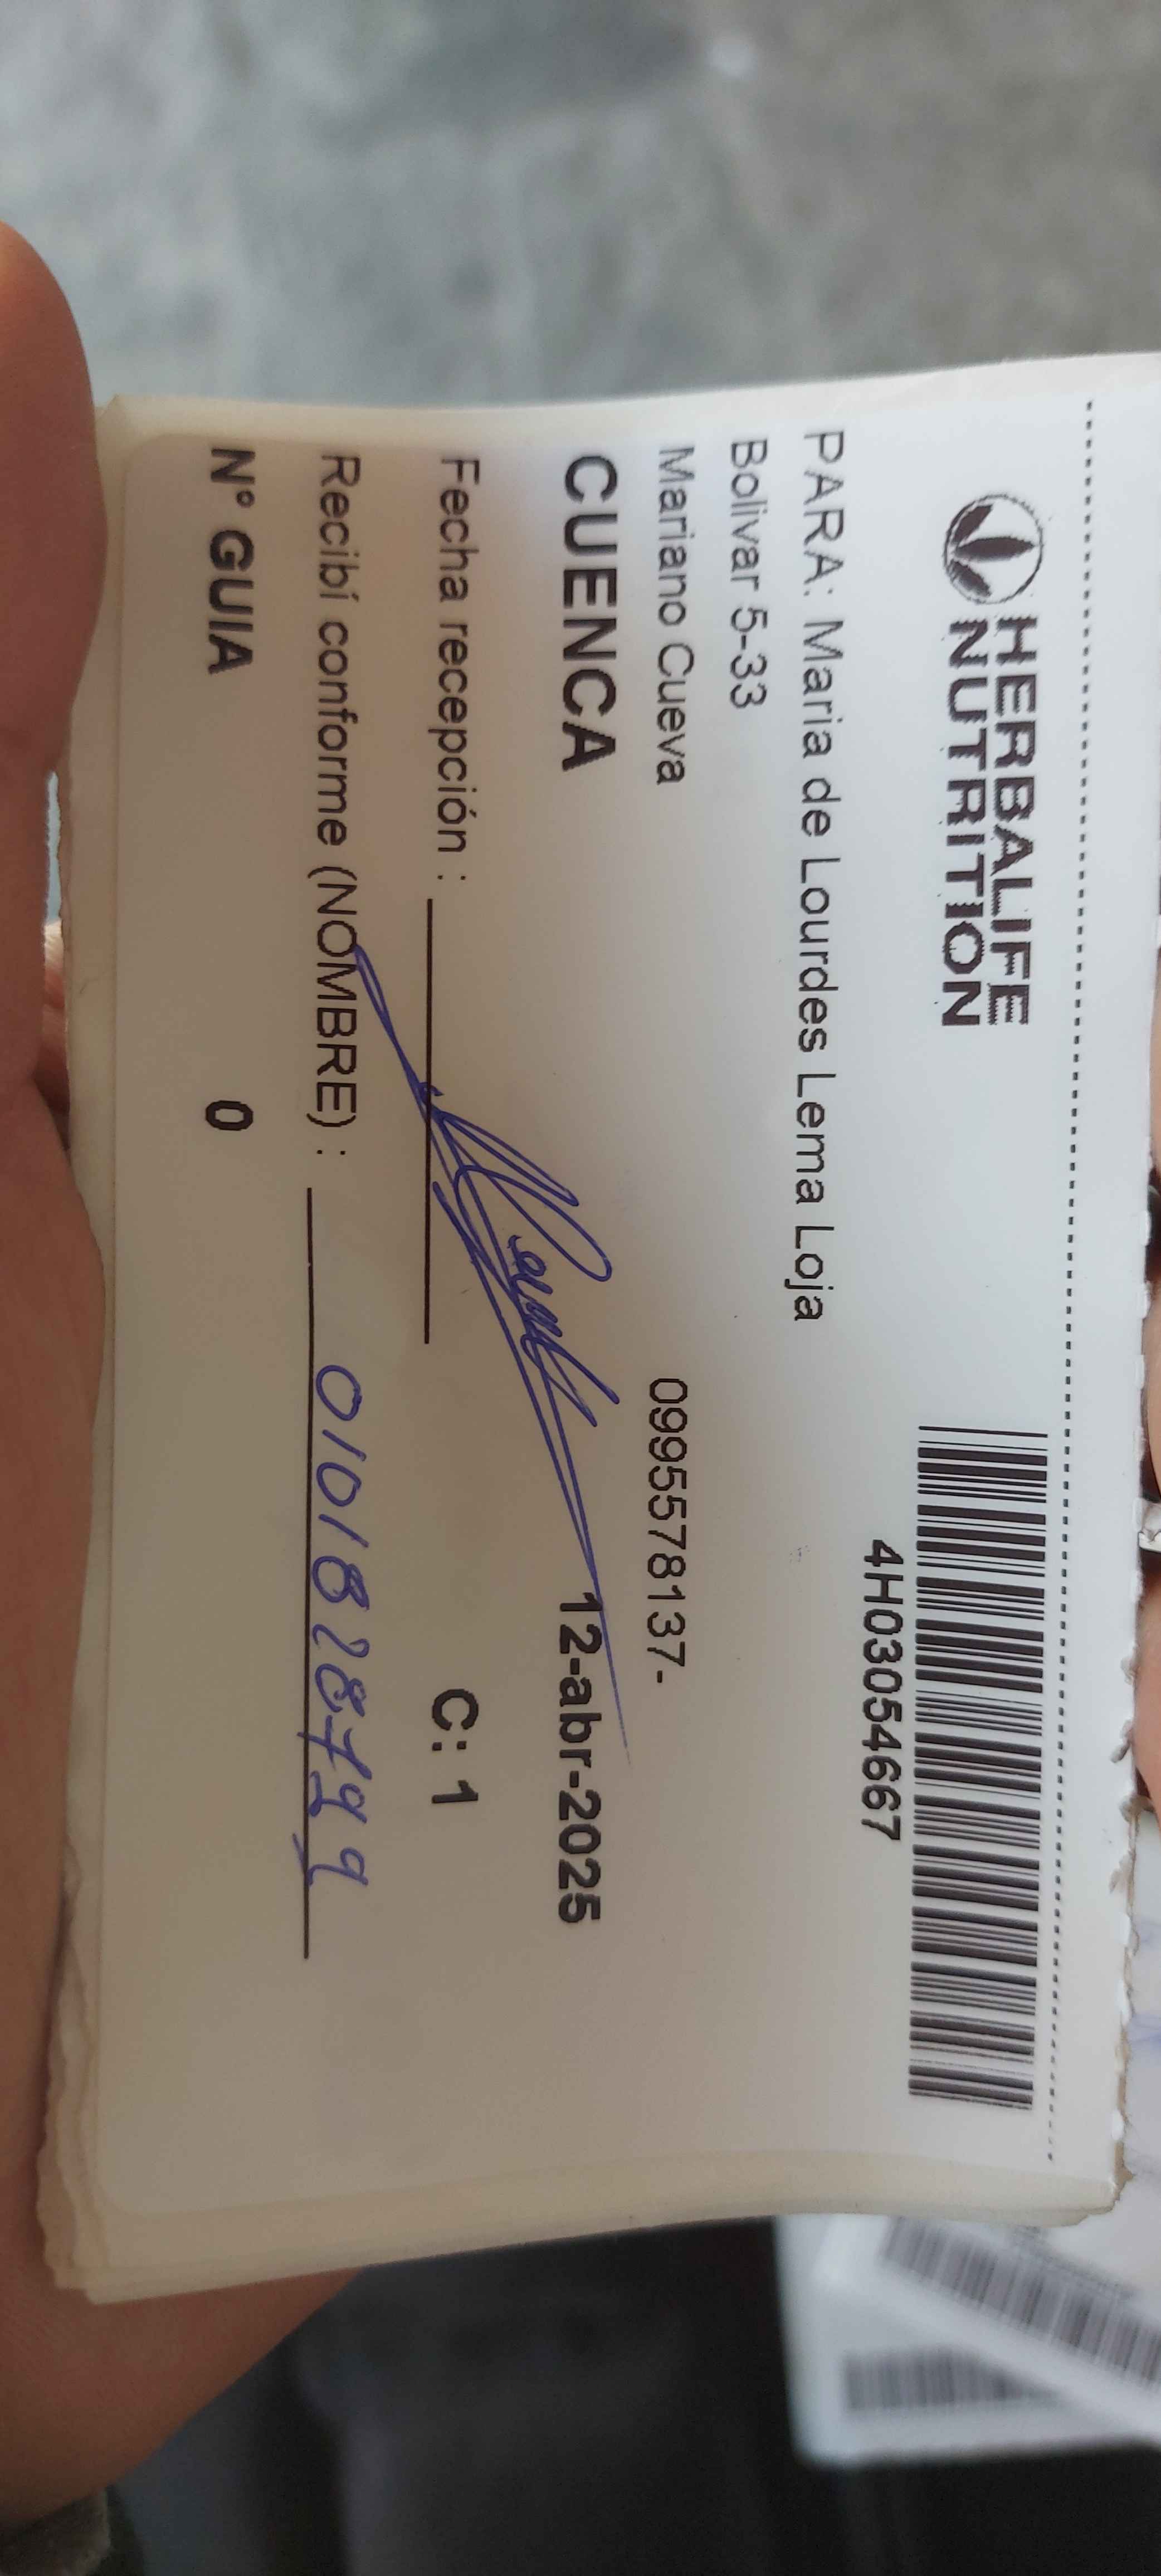 HERBALIFE
NUTRITION
4H0305467
PARA: Maria de Lourdes Lema Loja
Bolivar 5-33
Mariano Cueva
0995578137-
CUENCA
12-abr-2025
Fecha recepción :
C: 1
Recibí conforme (NOMBRE) : 0101828799
N° GUIA
0